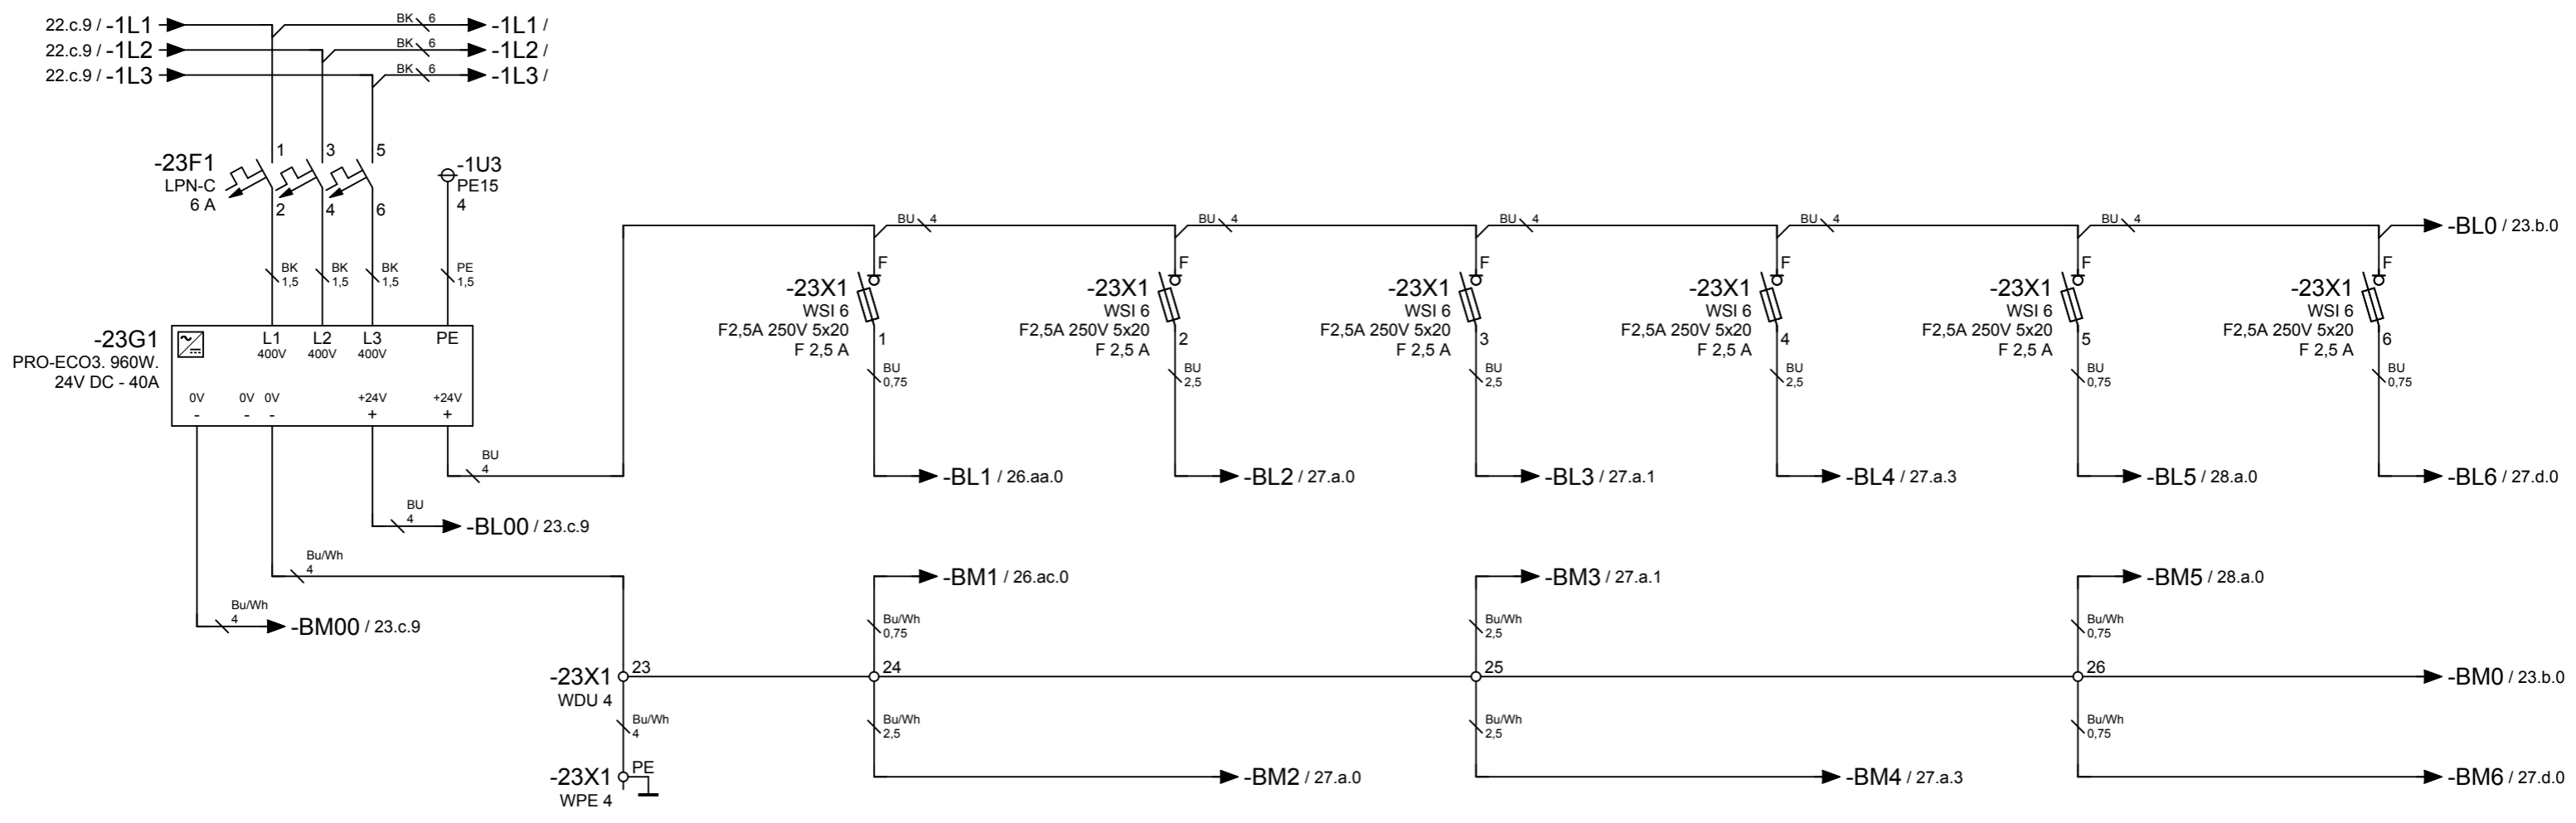 22.c.9 / -1L1 BK 6 -1L1 /
22.c.9 / -1L2 BK 6 -1L2 /
22.c.9 / -1L3 BK 6 -1L3 /
1 3 5
-23F1
LPN-C
6 A
2 4 6
-1U3
PE15
4
BK BK BK PE
1,5 1,5 1,5 1,5
-23G1
PRO-ECO3. 960W.
24V DC - 40A
L1 L2 L3 PE
400V 400V 400V
0V 0V 0V +24V +24V
- - - + +
BU
4
BU
4
-BL00 / 23.c.9
Bu/Wh
4
Bu/Wh
4
-BM00 / 23.c.9
BU 4 BU 4 BU 4 BU 4 BU 4 -BL0 / 23.b.0
F
-23X1
WSI 6
F2,5A 250V 5x20
F 2,5 A
1
BU
0,75
-BL1 / 26.aa.0
F
-23X1
WSI 6
F2,5A 250V 5x20
F 2,5 A
2
BU
2,5
-BL2 / 27.a.0
F
-23X1
WSI 6
F2,5A 250V 5x20
F 2,5 A
3
BU
2,5
-BL3 / 27.a.1
F
-23X1
WSI 6
F2,5A 250V 5x20
F 2,5 A
4
BU
2,5
-BL4 / 27.a.3
F
-23X1
WSI 6
F2,5A 250V 5x20
F 2,5 A
5
BU
0,75
-BL5 / 28.a.0
F
-23X1
WSI 6
F2,5A 250V 5x20
F 2,5 A
6
BU
0,75
-BL6 / 27.d.0
-BM1 / 26.ac.0 -BM3 / 27.a.1 -BM5 / 28.a.0
Bu/Wh Bu/Wh Bu/Wh
0,75 2,5 0,75
-23X1 23 24 25 26 -BM0 / 23.b.0
WDU 4
Bu/Wh Bu/Wh Bu/Wh Bu/Wh
4 2,5 2,5 0,75
-23X1 PE -BM2 / 27.a.0 -BM4 / 27.a.3 -BM6 / 27.d.0
WPE 4